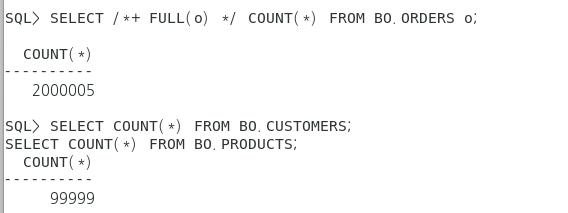 SQL> SELECT /*+ FULL(o) */ COUNT(*) FROM BO.ORDERS o;
COUNT(*)
----------
2000005
SQL> SELECT COUNT(*) FROM BO.CUSTOMERS;
SELECT COUNT(*) FROM BO.PRODUCTS;
COUNT(*)
----------
99999